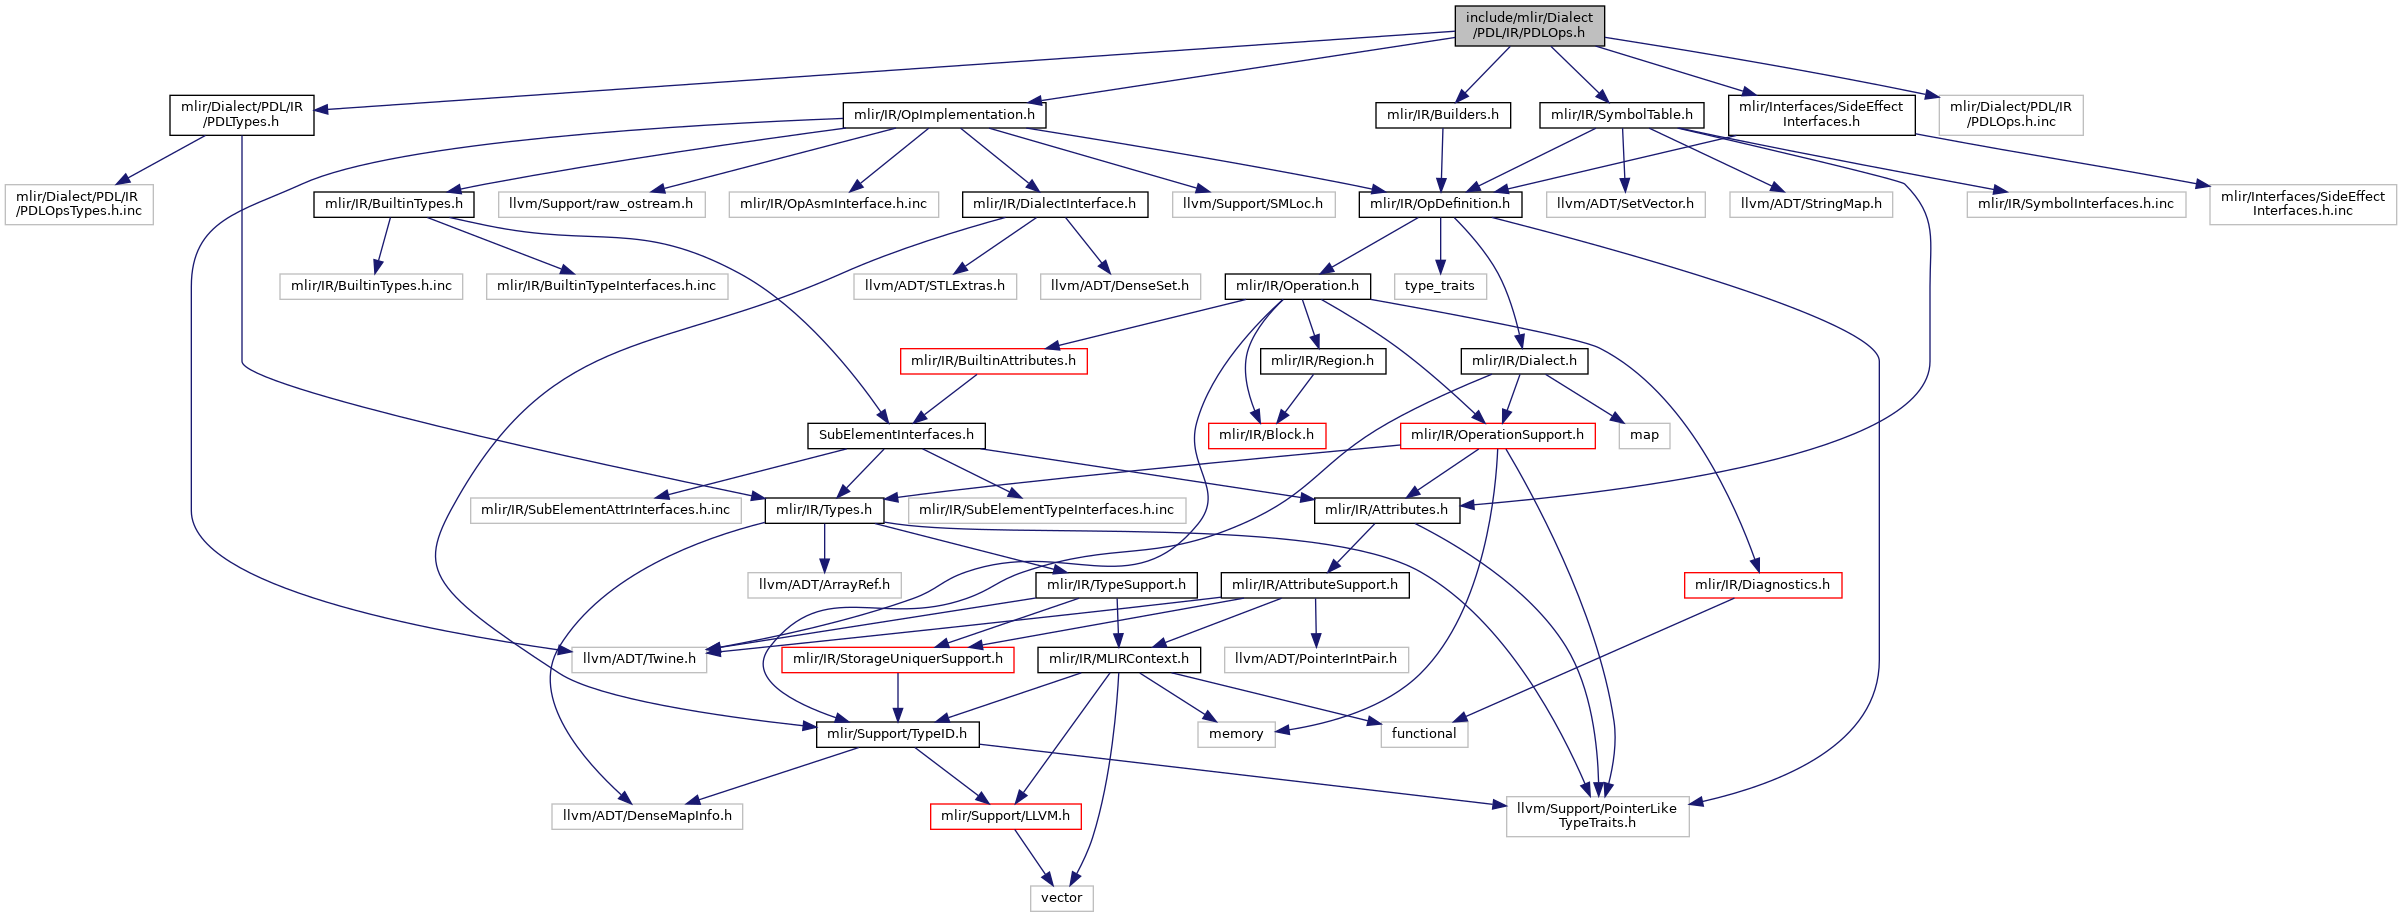 include/mlir/Dialect
/PDL/IR/PDLOps.h
mlir/Dialect/PDL/IR
/PDLTypes.h
mlir/IR/OpImplementation.h
mlir/IR/Builders.h
mlir/IR/SymbolTable.h
mlir/Interfaces/SideEffect
Interfaces.h
mlir/Dialect/PDL/IR
/PDLOps.h.inc
mlir/Dialect/PDL/IR
/PDLOpsTypes.h.inc
mlir/IR/BuiltinTypes.h
llvm/Support/raw_ostream.h
mlir/IR/OpAsmInterface.h.inc
mlir/IR/DialectInterface.h
llvm/Support/SMLoc.h
mlir/IR/OpDefinition.h
llvm/ADT/SetVector.h
llvm/ADT/StringMap.h
mlir/IR/SymbolInterfaces.h.inc
mlir/Interfaces/SideEffect
Interfaces.h.inc
mlir/IR/BuiltinTypes.h.inc
mlir/IR/BuiltinTypeInterfaces.h.inc
llvm/ADT/STLExtras.h
llvm/ADT/DenseSet.h
mlir/IR/Operation.h
type_traits
mlir/IR/BuiltinAttributes.h
mlir/IR/Region.h
mlir/IR/Dialect.h
SubElementInterfaces.h
mlir/IR/Block.h
mlir/IR/OperationSupport.h
map
mlir/IR/SubElementAttrInterfaces.h.inc
mlir/IR/Types.h
mlir/IR/SubElementTypeInterfaces.h.inc
mlir/IR/Attributes.h
llvm/ADT/ArrayRef.h
mlir/IR/TypeSupport.h
mlir/IR/AttributeSupport.h
mlir/IR/Diagnostics.h
llvm/ADT/Twine.h
mlir/IR/StorageUniquerSupport.h
mlir/IR/MLIRContext.h
llvm/ADT/PointerIntPair.h
mlir/Support/TypeID.h
memory
functional
llvm/ADT/DenseMapInfo.h
mlir/Support/LLVM.h
llvm/Support/PointerLike
TypeTraits.h
vector